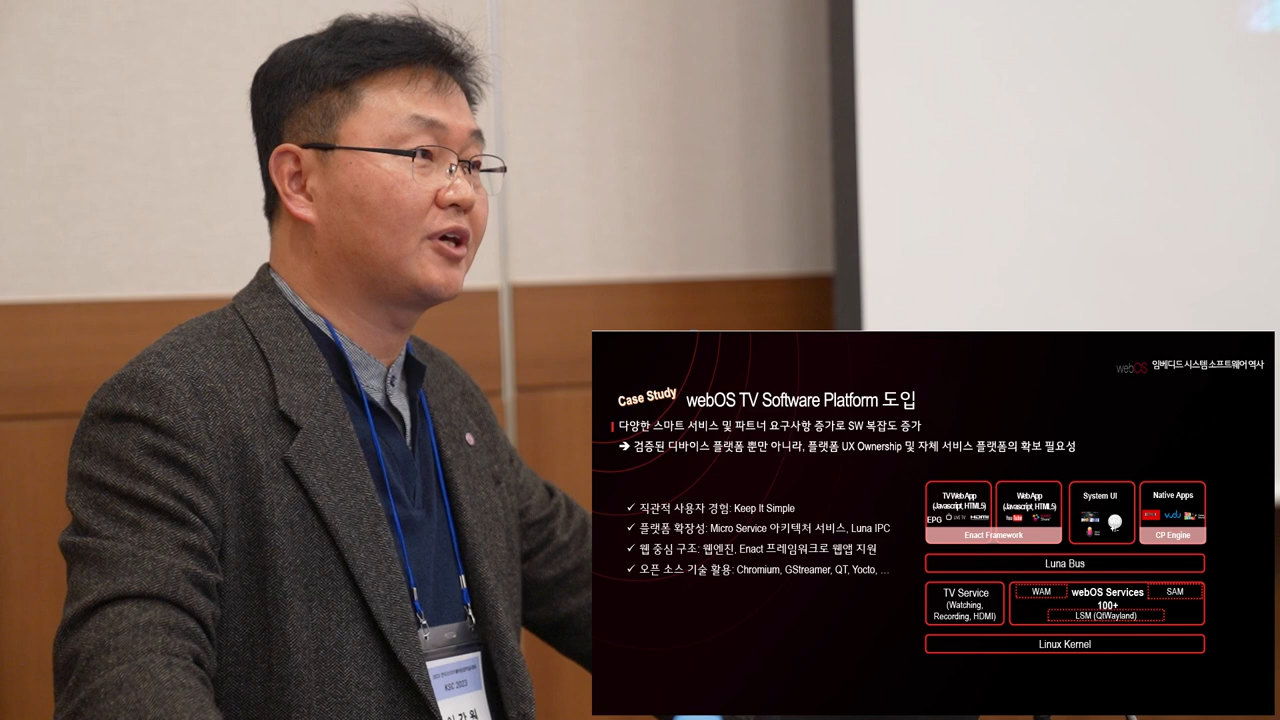 webOS 임베디드 시스템 소프트웨어 역사
Case Study webOS TV Software Platform 도입
다양한 스마트 서비스 및 파트너 요구사항 증가로 SW 복잡도 증가
➔ 검증된 디바이스 플랫폼 뿐만 아니라, 플랫폼 UX Ownership 및 자체 서비스 플랫폼의 확보 필요성
✓ 직관적 사용자 경험: Keep It Simple
✓ 플랫폼 확장성: Micro Service 아키텍처 서비스, Luna IPC
✓ 웹 중심 구조: 웹엔진, Enact 프레임워크로 웹앱 지원
✓ 오픈 소스 기술 활용: Chromium, GStreamer, QT, Yocto, ...
TV Web App
(Javascript, HTML5)
EPG LIVE TV HDMI
Web App
(Javascript, HTML5)
YouTube
Enact Framework
System UI
Native Apps
vudu
CP Engine
Luna Bus
TV Service
(Watching,
Recording, HDMI)
WAM webOS Services SAM
100+
LSM (QtWayland)
Linux Kernel
KSC 2023